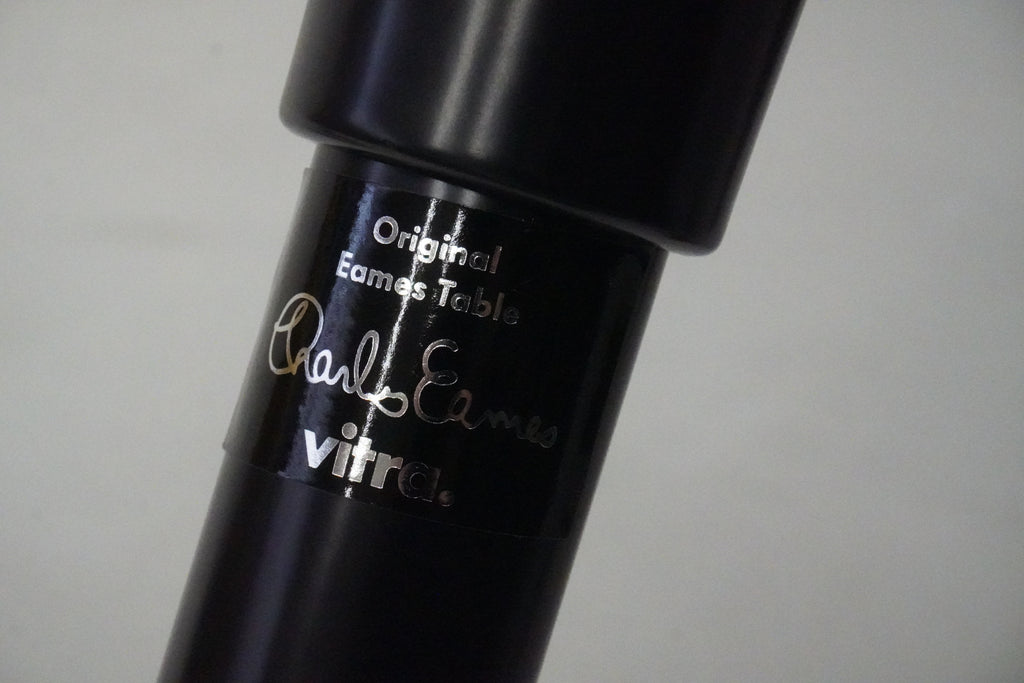 Original
Eames Table
Charles Eames
vitra.